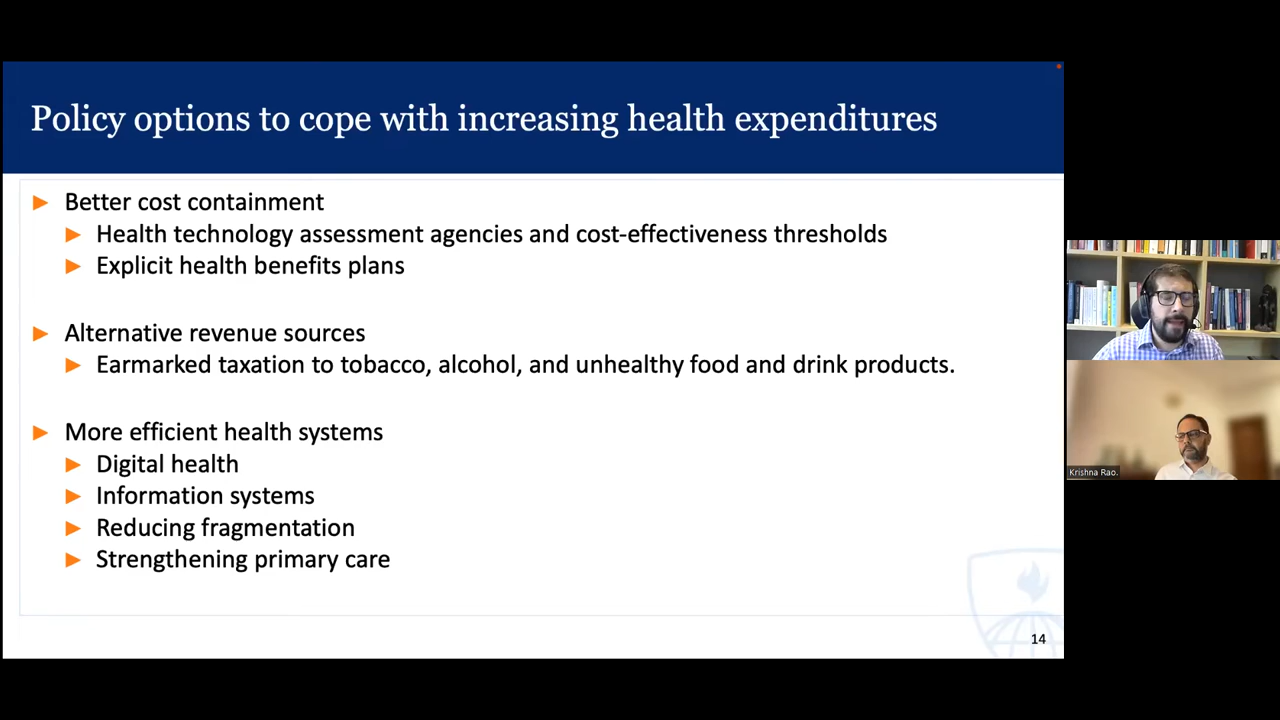 Policy options to cope with increasing health expenditures
Better cost containment
Health technology assessment agencies and cost-effectiveness thresholds
Explicit health benefits plans
Alternative revenue sources
Earmarked taxation to tobacco, alcohol, and unhealthy food and drink products.
More efficient health systems
Digital health
Information systems
Reducing fragmentation
Strengthening primary care
14
Krishna Rao.